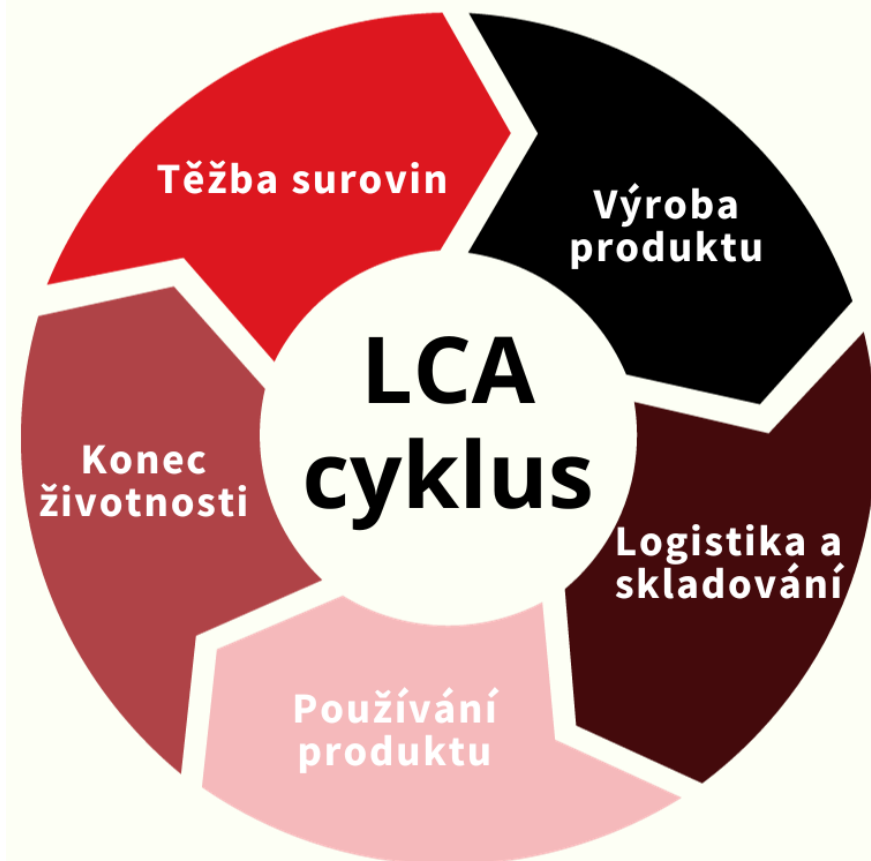 Těžba surovin
Výroba
produktu
LCA
cyklus
Logistika a
skladování
Používání
produktu
Konec
životnosti